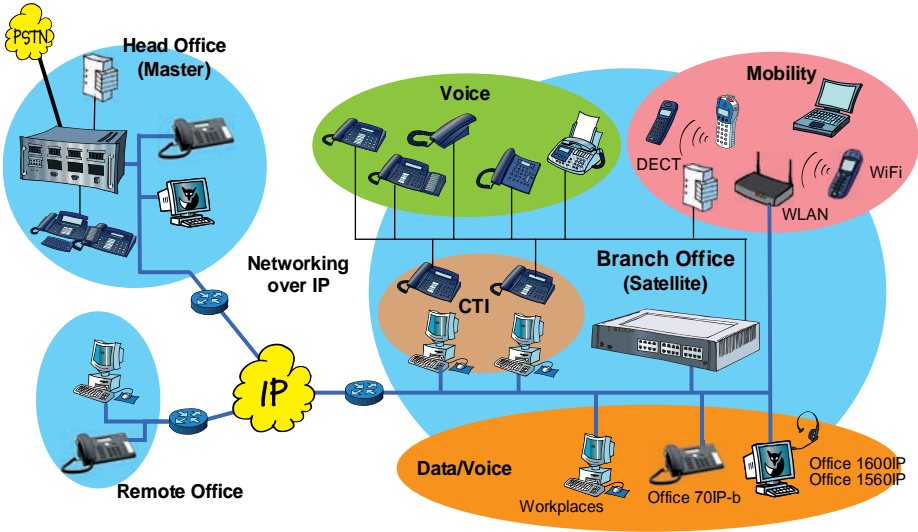 PSTN
Head Office
(Master)
Voice
Mobility
DECT
WiFi
WLAN
Networking
over IP
Branch Office
(Satellite)
CTI
IP
Remote Office
Data/Voice
Workplaces
Office 70IP-b
Office 1600IP
Office 1560IP